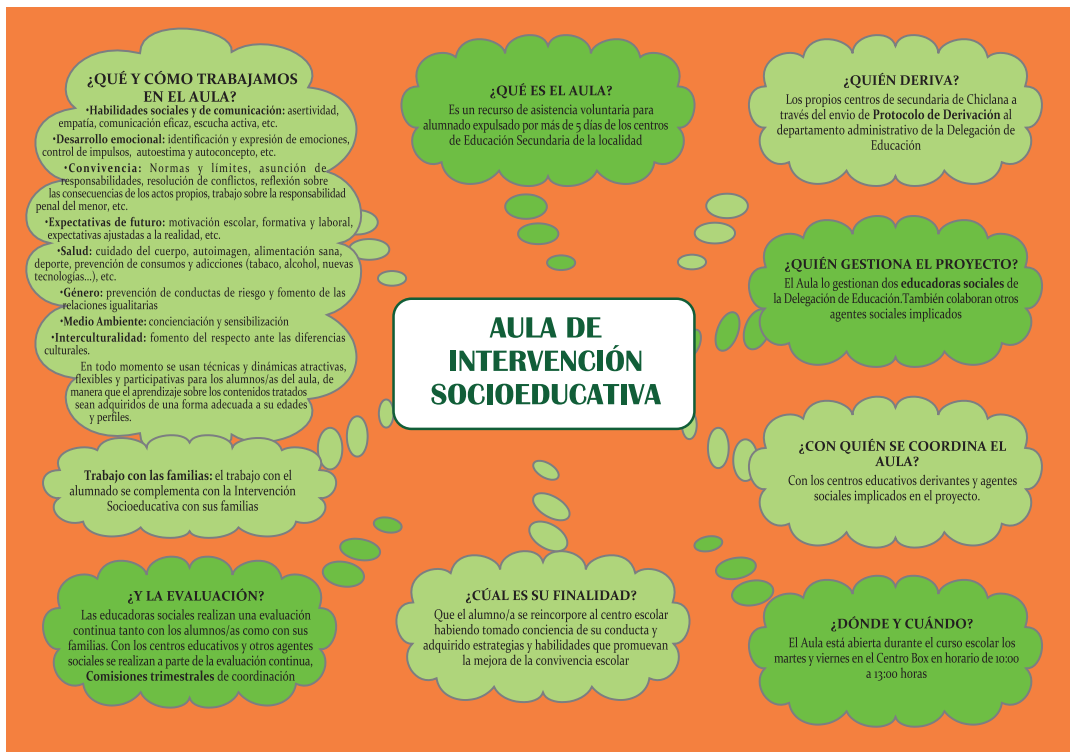 ¿QUÉ Y CÓMO TRABAJAMOS
EN EL AULA?
•Habilidades sociales y de comunicación: asertividad,
empatía, comunicación eficaz, escucha activa, etc.
•Desarrollo emocional: identificación y expresión de emociones,
control de impulsos, autoestima y autoconcepto, etc.
•Convivencia: Normas y límites, asunción de
responsabilidades, resolución de conflictos, reflexión sobre
las consecuencias de los actos propios, trabajo sobre la responsabilidad
penal del menor, etc.
•Expectativas de futuro: motivación escolar, formativa y laboral,
expectativas ajustadas a la realidad, etc.
•Salud: cuidado del cuerpo, autoimagen, alimentación sana,
deporte, prevención de consumos y adicciones (tabaco, alcohol, nuevas
tecnologías...), etc.
•Género: prevención de conductas de riesgo y fomento de las
relaciones igualitarias
•Medio Ambiente: concienciación y sensibilización
•Interculturalidad: fomento del respecto ante las diferencias
culturales.
En todo momento se usan técnicas y dinámicas atractivas,
flexibles y participativas para los alumnos/as del aula, de
manera que el aprendizaje sobre los contenidos tratados
sean adquiridos de una forma adecuada a su edades
y perfiles.
Trabajo con las familias: el trabajo con el
alumnado se complementa con la Intervención
Socioeducativa con sus familias
¿Y LA EVALUACIÓN?
Las educadoras sociales realizan una evaluación
continua tanto con los alumnos/as como con sus
familias. Con los centros educativos y otros agentes
sociales se realizan a parte de la evaluación continua,
Comisiones trimestrales de coordinación
¿QUÉ ES EL AULA?
Es un recurso de asistencia voluntaria para
alumnado expulsado por más de 5 días de los centros
de Educación Secundaria de la localidad
AULA DE
INTERVENCIÓN
SOCIOEDUCATIVA
¿CÚAL ES SU FINALIDAD?
Que el alumno/a se reincorpore al centro escolar
habiendo tomado conciencia de su conducta y
adquirido estrategias y habilidades que promuevan
la mejora de la convivencia escolar
¿QUIÉN DERIVA?
Los propios centros de secundaria de Chiclana a
través del envio de Protocolo de Derivación al
departamento administrativo de la Delegación de
Educación
¿QUIÉN GESTIONA EL PROYECTO?
El Aula lo gestionan dos educadoras sociales de
la Delegación de Educación.También colaboran otros
agentes sociales implicados
¿CON QUIÉN SE COORDINA EL
AULA?
Con los centros educativos derivantes y agentes
sociales implicados en el proyecto.
¿DÓNDE Y CUÁNDO?
El Aula está abierta durante el curso escolar los
martes y viernes en el Centro Box en horario de 10:00
a 13:00 horas